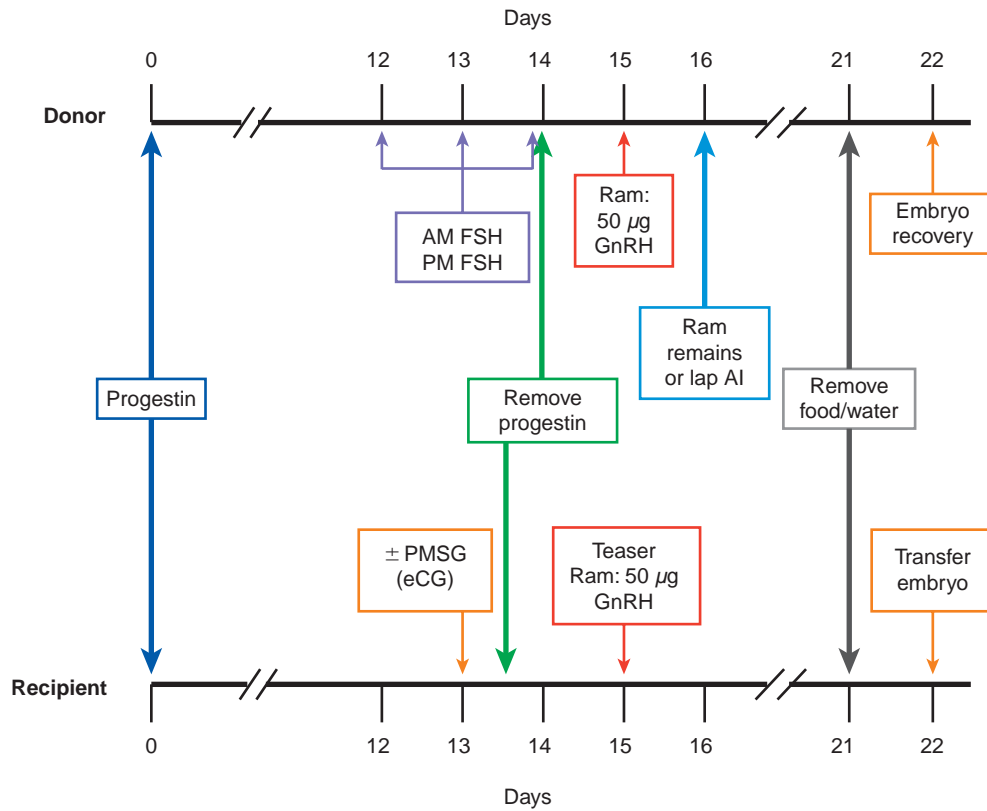 Days
0
12
13
14
15
16
21
22
Donor
AM FSH
PM FSH
Ram:
50 µg
GnRH
Embryo
recovery
Ram
remains
or lap AI
Progestin
Remove
progestin
Remove
food/water
± PMSG
(eCG)
Teaser
Ram: 50 µg
GnRH
Transfer
embryo
Recipient
0
12
13
14
15
16
21
22
Days